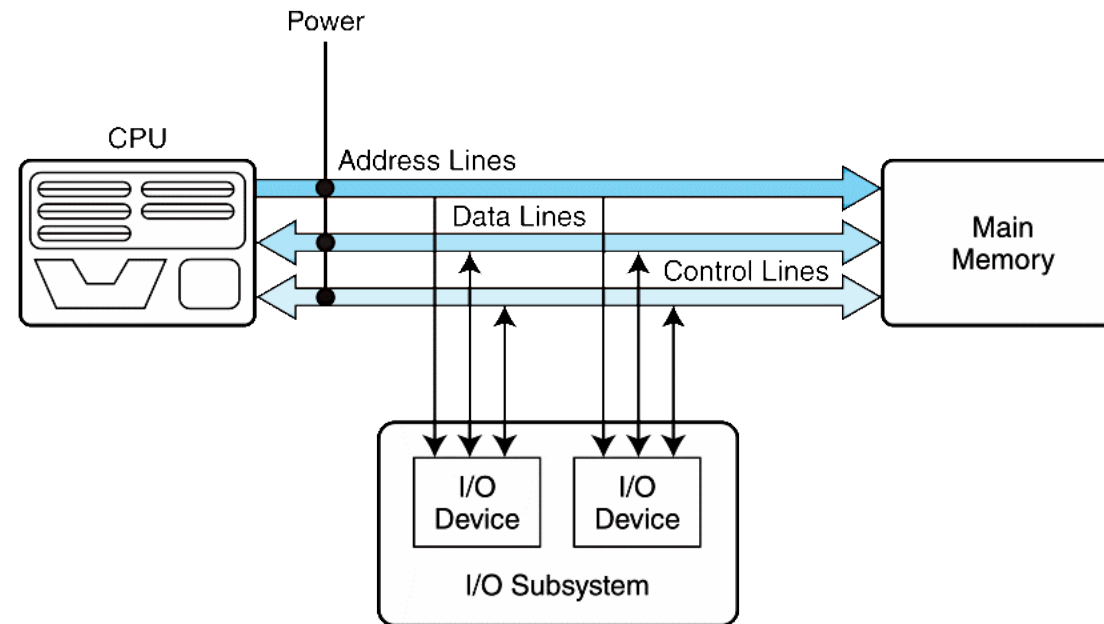 Power
CPU
Address Lines
Data Lines
Control Lines
Main
Memory
I/O
Device
I/O
Device
I/O Subsystem